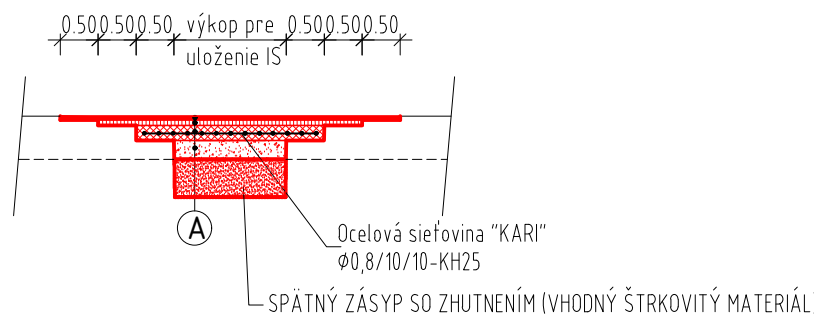 0.50 0.50 0.50 výkop pre 0.50 0.50 0.50
uloženie IS
A
Ocelová sieťovina "KARI"
ϕ0,8/10/10-KH25
SPÄTNÝ ZÁSYP SO ZHUTNENÍM (VHODNÝ ŠTRKOVITÝ MATERIÁL)